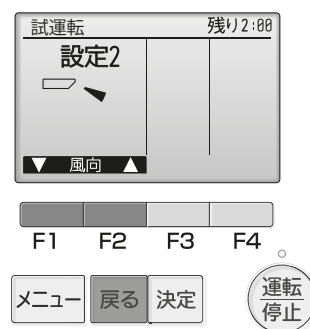 試運転 残り2:00
設定2
▼ 風向 ▲
F1 F2 F3 F4
メニュー 戻る 決定 運転
停止